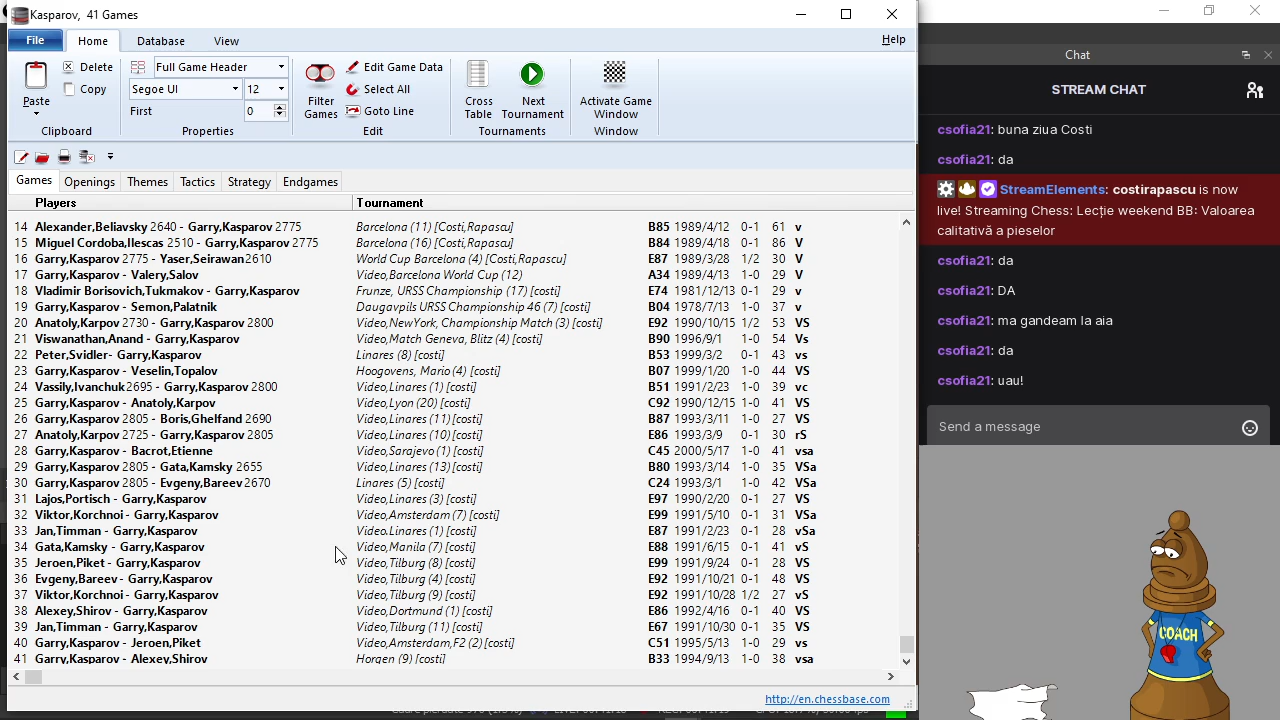 Kasparov, 41 Games
File Home Database View Help
Paste Delete Copy Clipboard
Full Game Header
Segoe UI 12
First 0
Properties
Filter Games
Edit Game Data
Select All
Goto Line
Edit
Cross Table
Next Tournament
Tournaments
Activate Game Window
Window
Games Openings Themes Tactics Strategy Endgames
Players Tournament
14 Alexander,Beliavsky 2640 - Garry,Kasparov 2775 Barcelona (11) [Costi,Rapascu] B85 1989/4/12 0-1 61 v
15 Miguel Cordoba,Ilescas 2510 - Garry,Kasparov 2775 Barcelona (16) [Costi,Rapascu] B84 1989/4/18 0-1 86 V
16 Garry,Kasparov 2775 - Yaser,Seirawan 2610 World Cup Barcelona (4) [Costi,Rapascu] E87 1989/3/28 1/2 30 V
17 Garry,Kasparov - Valery,Salov Video,Barcelona World Cup (12) A34 1989/4/13 1-0 29 V
18 Vladimir Borisovich,Tukmakov - Garry,Kasparov Frunze, URSS Championship (17) [costi] E74 1981/12/13 0-1 29 v
19 Garry,Kasparov - Semon,Palatnik Daugavpils URSS Championship 46 (7) [costi] B04 1978/7/13 1-0 37 v
20 Anatoly,Karpov 2730 - Garry,Kasparov 2800 Video,NewYork, Championship Match (3) [costi] E92 1990/10/15 1/2 53 VS
21 Viswanathan,Anand - Garry,Kasparov Video,Match Geneva, Blitz (4) [costi] B90 1996/9/1 1-0 54 Vs
22 Peter,Svidler- Garry,Kasparov Linares (8) [costi] B53 1999/3/2 0-1 43 vs
23 Garry,Kasparov - Veselin,Topalov Hoogovens, Mario (4) [costi] B07 1999/1/20 1-0 44 VS
24 Vassily,Ivanchuk 2695 - Garry,Kasparov 2800 Video,Linares (1) [costi] B51 1991/2/23 1-0 39 vc
25 Garry,Kasparov - Anatoly,Karpov Video,Lyon (20) [costi] C92 1990/12/15 1-0 41 VS
26 Garry,Kasparov 2805 - Boris,Ghelfand 2690 Video,Linares (11) [costi] B87 1993/3/11 1-0 27 VS
27 Anatoly,Karpov 2725 - Garry,Kasparov 2805 Video,Linares (10) [costi] E86 1993/3/9 0-1 30 rS
28 Garry,Kasparov - Bacrot,Etienne Video,Sarajevo (1) [costi] C45 2000/5/17 1-0 41 vsa
29 Garry,Kasparov 2805 - Gata,Kamsky 2655 Video,Linares (13) [costi] B80 1993/3/14 1-0 35 VSa
30 Garry,Kasparov 2805 - Evgeny,Bareev 2670 Linares (5) [costi] C24 1993/3/1 1-0 42 VSa
31 Lajos,Portisch - Garry,Kasparov Video,Linares (3) [costi] E97 1990/2/20 0-1 27 VS
32 Viktor,Korchnoi - Garry,Kasparov Video,Amsterdam (7) [costi] E99 1991/5/10 0-1 31 VSa
33 Jan,Timman - Garry,Kasparov Video,Linares (1) [costi] E87 1991/2/23 0-1 28 vSa
34 Gata,Kamsky - Garry,Kasparov Video,Manila (7) [costi] E88 1991/6/15 0-1 41 vS
35 Jeroen,Piket - Garry,Kasparov Video,Tilburg (8) [costi] E99 1991/9/24 0-1 28 VS
36 Evgeny,Bareev - Garry,Kasparov Video,Tilburg (4) [costi] E92 1991/10/21 0-1 48 VS
37 Viktor,Korchnoi - Garry,Kasparov Video,Tilburg (9) [costi] E92 1991/10/28 1/2 27 vS
38 Alexey,Shirov - Garry,Kasparov Video,Dortmund (1) [costi] E86 1992/4/16 0-1 40 VS
39 Jan,Timman - Garry,Kasparov Video,Tilburg (11) [costi] E67 1991/10/30 0-1 35 VS
40 Garry,Kasparov - Jeroen,Piket Video,Amsterdam,F2 (2) [costi] C51 1995/5/13 1-0 29 vs
41 Garry,Kasparov - Alexey,Shirov Horgen (9) [costi] B33 1994/9/13 1-0 38 vsa
http://en.chessbase.com
Chat
STREAM CHAT
csofia21: buna ziua Costi
csofia21: da
StreamElements: costirapascu is now
live! Streaming Chess: Lecție weekend BB: Valoarea
calitativă a pieselor
csofia21: da
csofia21: DA
csofia21: ma gandeam la aia
csofia21: da
csofia21: uau!
Send a message
COACH